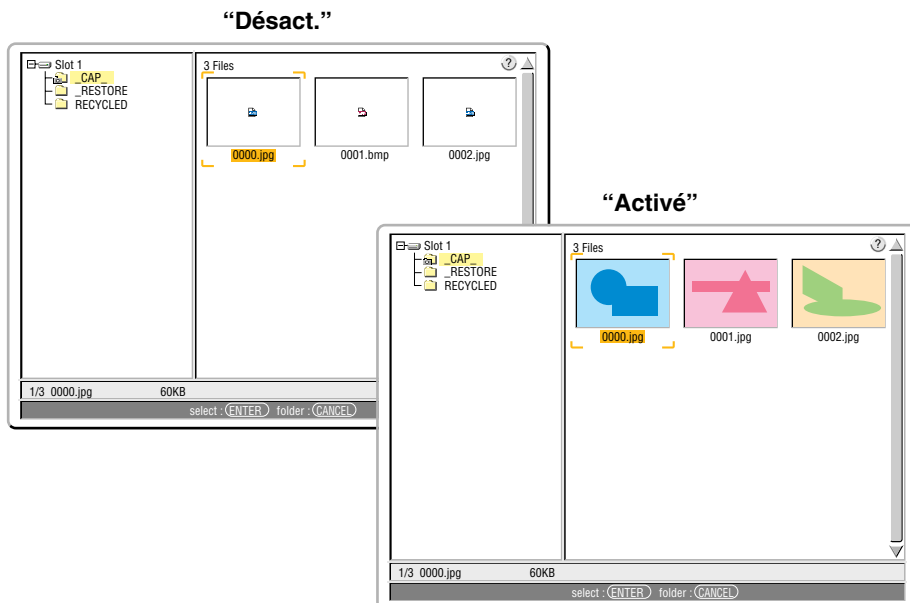 “Désact.”
Slot 1
_CAP_
_RESTORE
RECYCLED
3 Files
?
0000.jpg
0001.bmp
0002.jpg
1/3 0000.jpg 60KB
select : ENTER folder : CANCEL
“Activé”
Slot 1
_CAP_
_RESTORE
RECYCLED
3 Files
?
0000.jpg
0001.jpg
0002.jpg
1/3 0000.jpg 60KB
select : ENTER folder : CANCEL